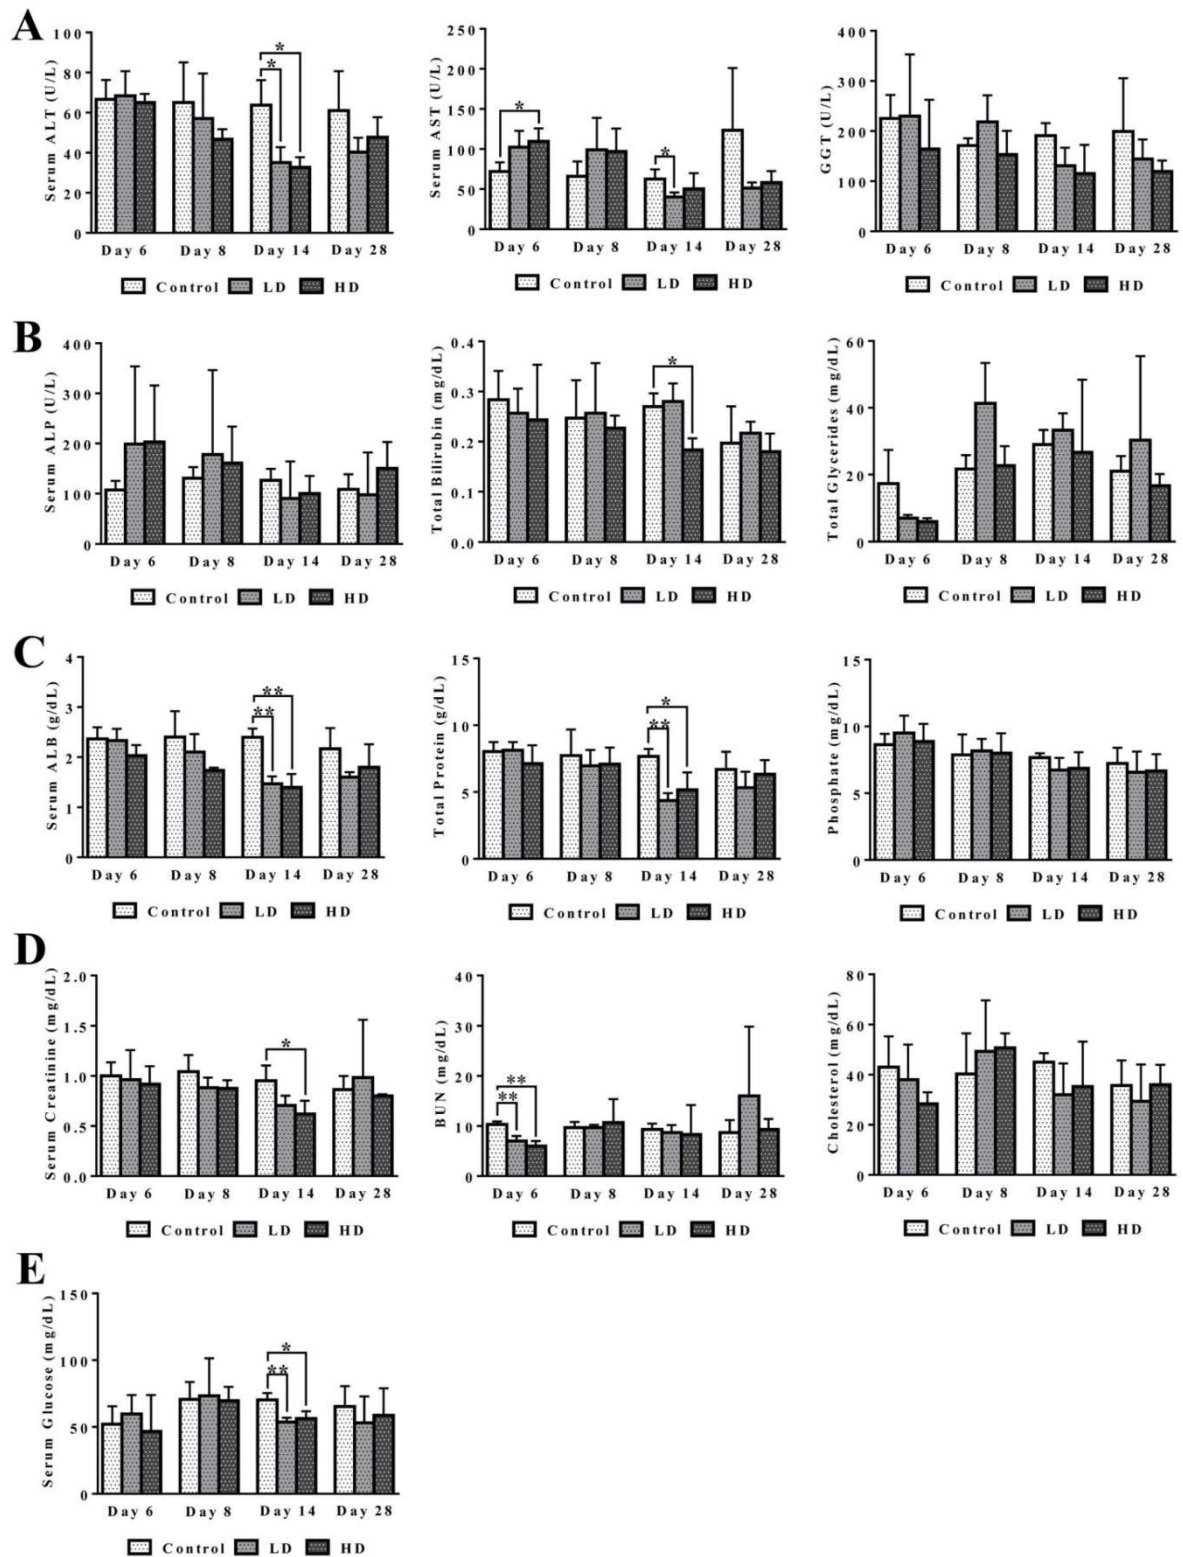 A
Serum ALT (U/L)
100
80
60
40
20
0
*
*
Day 6 Day 8 Day 14 Day 28
Control LD HD
Serum AST (U/L)
250
200
150
100
50
0
*
*
Day 6 Day 8 Day 14 Day 28
Control LD HD
GGT (U/L)
400
300
200
100
0
Day 6 Day 8 Day 14 Day 28
Control LD HD
B
Serum ALP (U/L)
400
300
200
100
0
Day 6 Day 8 Day 14 Day 28
Control LD HD
Total Bilirubin (mg/dL)
0.4
0.3
0.2
0.1
0.0
*
Day 6 Day 8 Day 14 Day 28
Control LD HD
Total Glycerides (mg/dL)
60
40
20
0
Day 6 Day 8 Day 14 Day 28
Control LD HD
C
Serum ALB (g/dL)
4
3
2
1
0
**
**
Day 6 Day 8 Day 14 Day 28
Control LD HD
Total Protein (g/dL)
15
10
5
0
*
**
Day 6 Day 8 Day 14 Day 28
Control LD HD
Phosphate (mg/dL)
15
10
5
0
Day 6 Day 8 Day 14 Day 28
Control LD HD
D
Serum Creatinine (mg/dL)
2.0
1.5
1.0
0.5
0.0
*
Day 6 Day 8 Day 14 Day 28
Control LD HD
BUN (mg/dL)
40
30
20
10
0
**
**
Day 6 Day 8 Day 14 Day 28
Control LD HD
Cholesterol (mg/dL)
80
60
40
20
0
Day 6 Day 8 Day 14 Day 28
Control LD HD
E
Serum Glucose (mg/dL)
150
100
50
0
*
**
Day 6 Day 8 Day 14 Day 28
Control LD HD